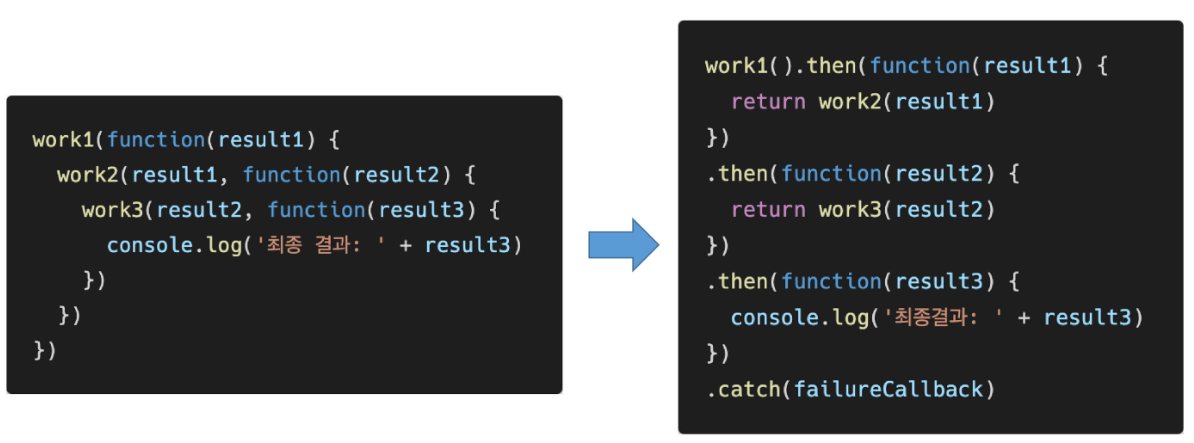 work1(function(result1) {
  work2(result1, function(result2) {
    work3(result2, function(result3) {
      console.log('최종 결과: ' + result3)
    })
  })
})
work1().then(function(result1) {
  return work2(result1)
})
.then(function(result2) {
  return work3(result2)
})
.then(function(result3) {
  console.log('최종결과: ' + result3)
})
.catch(failureCallback)